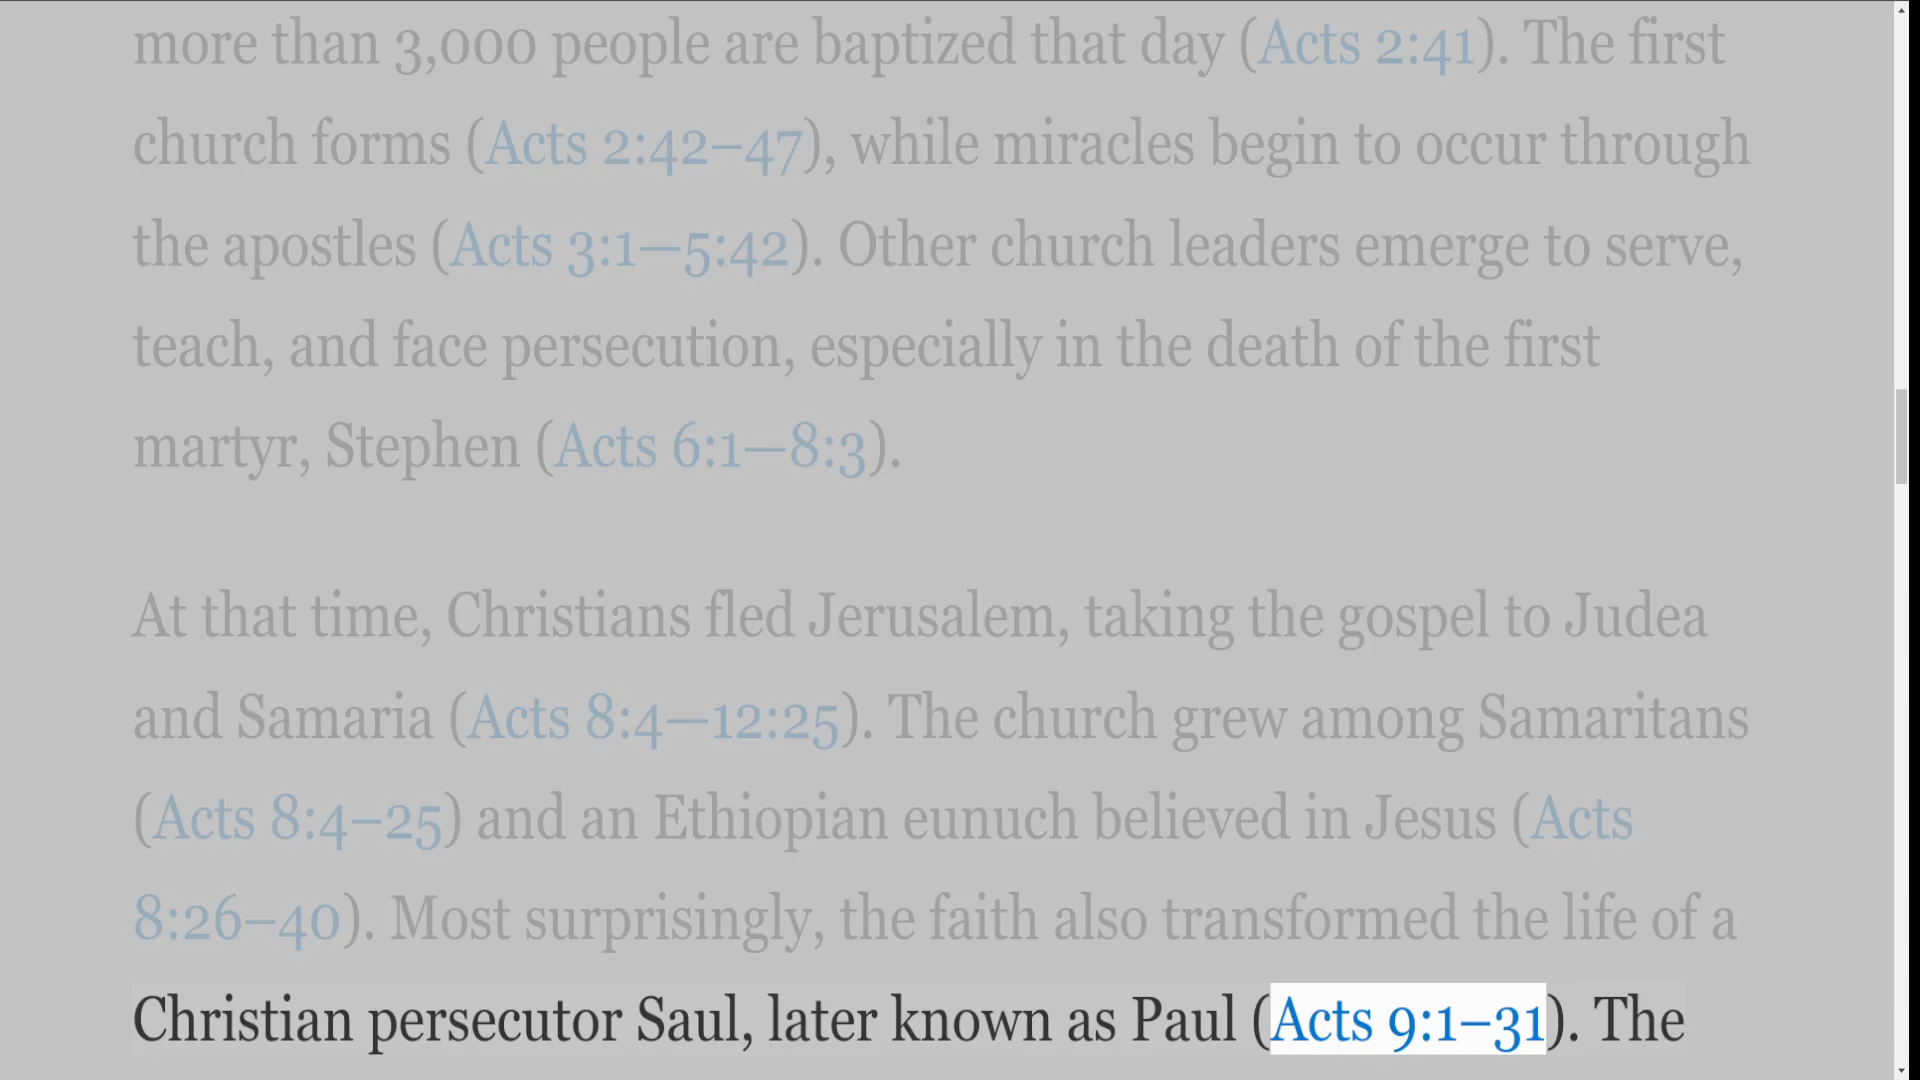 more than 3,000 people are baptized that day (Acts 2:41). The first
church forms (Acts 2:42–47), while miracles begin to occur through
the apostles (Acts 3:1—5:42). Other church leaders emerge to serve,
teach, and face persecution, especially in the death of the first
martyr, Stephen (Acts 6:1—8:3).
At that time, Christians fled Jerusalem, taking the gospel to Judea
and Samaria (Acts 8:4—12:25). The church grew among Samaritans
(Acts 8:4–25) and an Ethiopian eunuch believed in Jesus (Acts
8:26–40). Most surprisingly, the faith also transformed the life of a
Christian persecutor Saul, later known as Paul (Acts 9:1–31). The